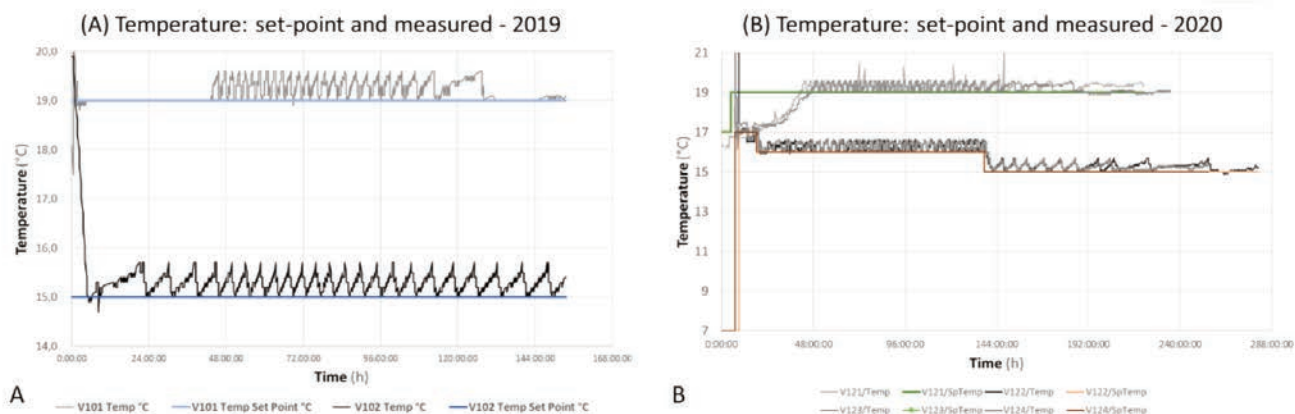 (A) Temperature: set-point and measured - 2019
20,0
19,0
18,0
17,0
16,0
15,0
14,0
Temperature (°C)
0:00:00 24:00:00 48:00:00 72:00:00 96:00:00 120:00:00 144:00:00 168:00:00
Time (h)
A
V101 Temp °C V101 Temp Set Point °C V102 Temp °C V102 Temp Set Point °C
(B) Temperature: set-point and measured - 2020
21
19
17
15
13
11
9
7
Temperature (°C)
0:00:00 48:00:00 96:00:00 144:00:00 192:00:00 240:00:00 288:00:00
Time (h)
B
V121/Temp V121/SpTemp V122/Temp V122/SpTemp
V123/Temp V123/SpTemp V124/Temp V124/SpTemp